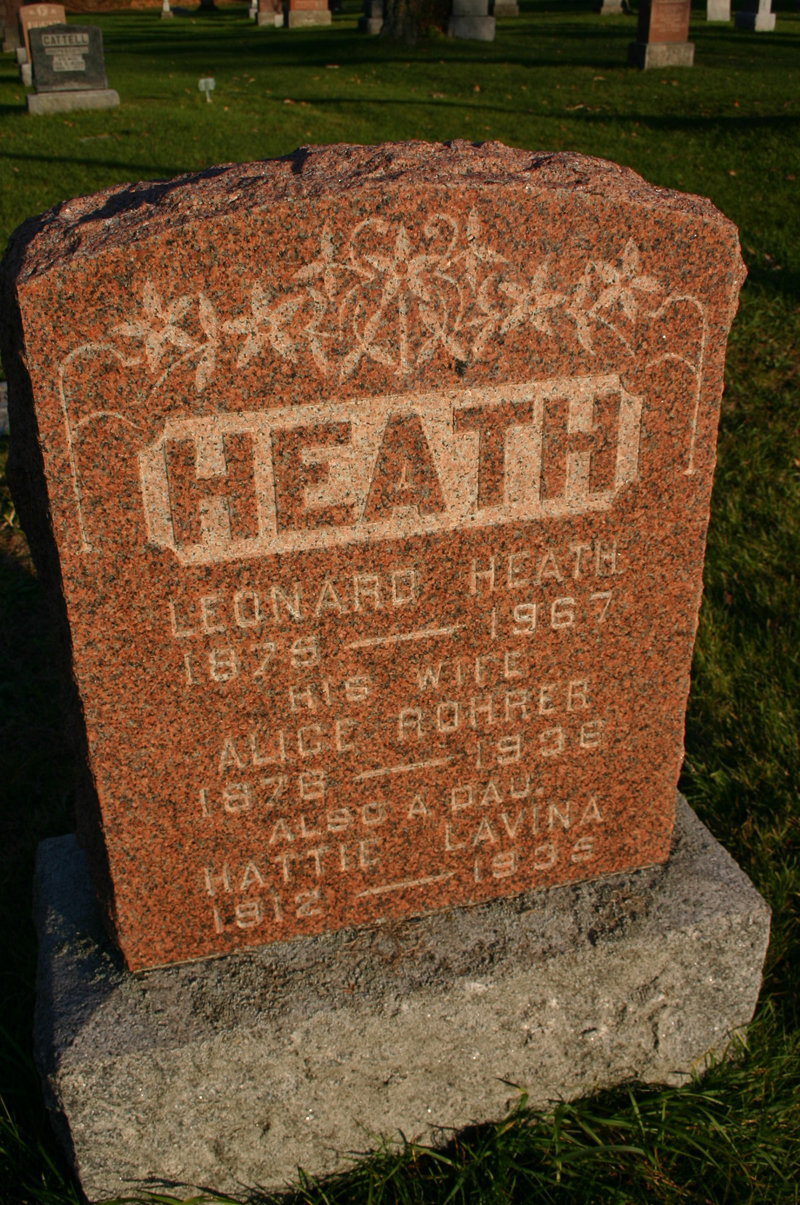 CATTELL
HEATH
LEONARD HEATH
1875 — 1967
HIS WIFE
ALICE ROHRER
1876 — 1936
ALSO A DAU.
HATTIE LAVINA
1912 — 1935